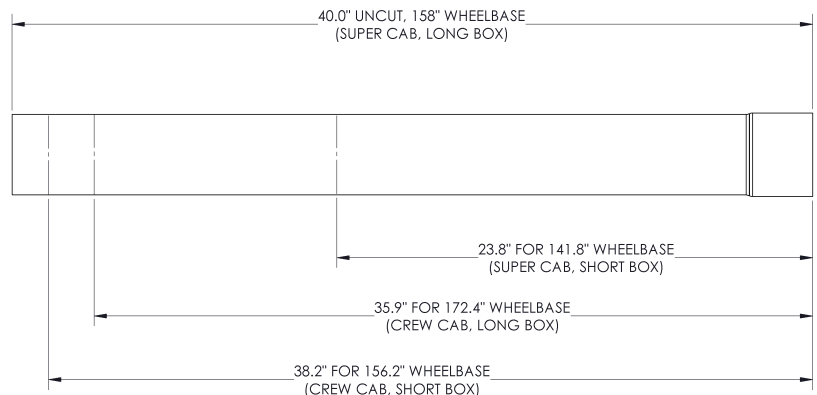 40.0" UNCUT, 158" WHEELBASE
(SUPER CAB, LONG BOX)
23.8" FOR 141.8" WHEELBASE
(SUPER CAB, SHORT BOX)
35.9" FOR 172.4" WHEELBASE
(CREW CAB, LONG BOX)
38.2" FOR 156.2" WHEELBASE
(CREW CAB, SHORT BOX)